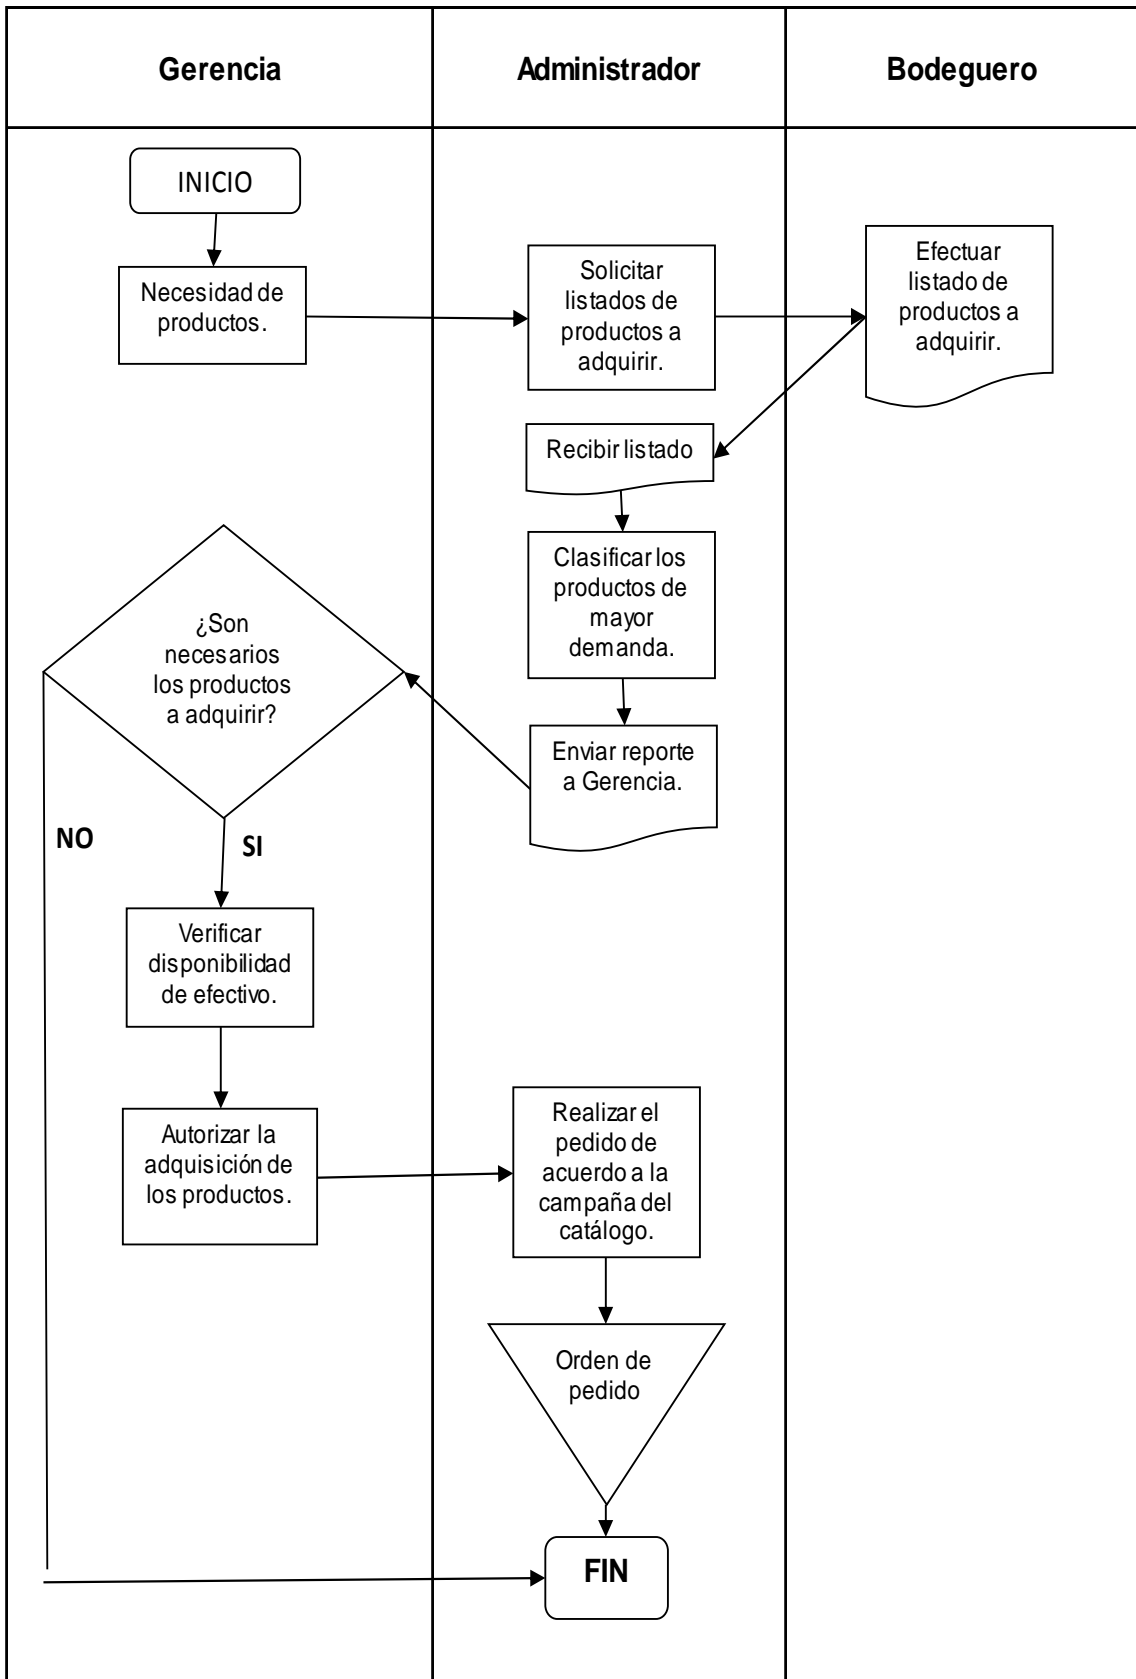 Gerencia
Administrador
Bodeguero
INICIO
Necesidad de
productos.
Solicitar
listados de
productos a
adquirir.
Efectuar
listado de
productos a
adquirir.
Recibir listado
Clasificar los
productos de
mayor
demanda.
Enviar reporte
a Gerencia.
¿Son
necesarios
los productos
a adquirir?
NO
SI
Verificar
disponibilidad
de efectivo.
Autorizar la
adquisición de
los productos.
Realizar el
pedido de
acuerdo a la
campaña del
catálogo.
Orden de
pedido
FIN